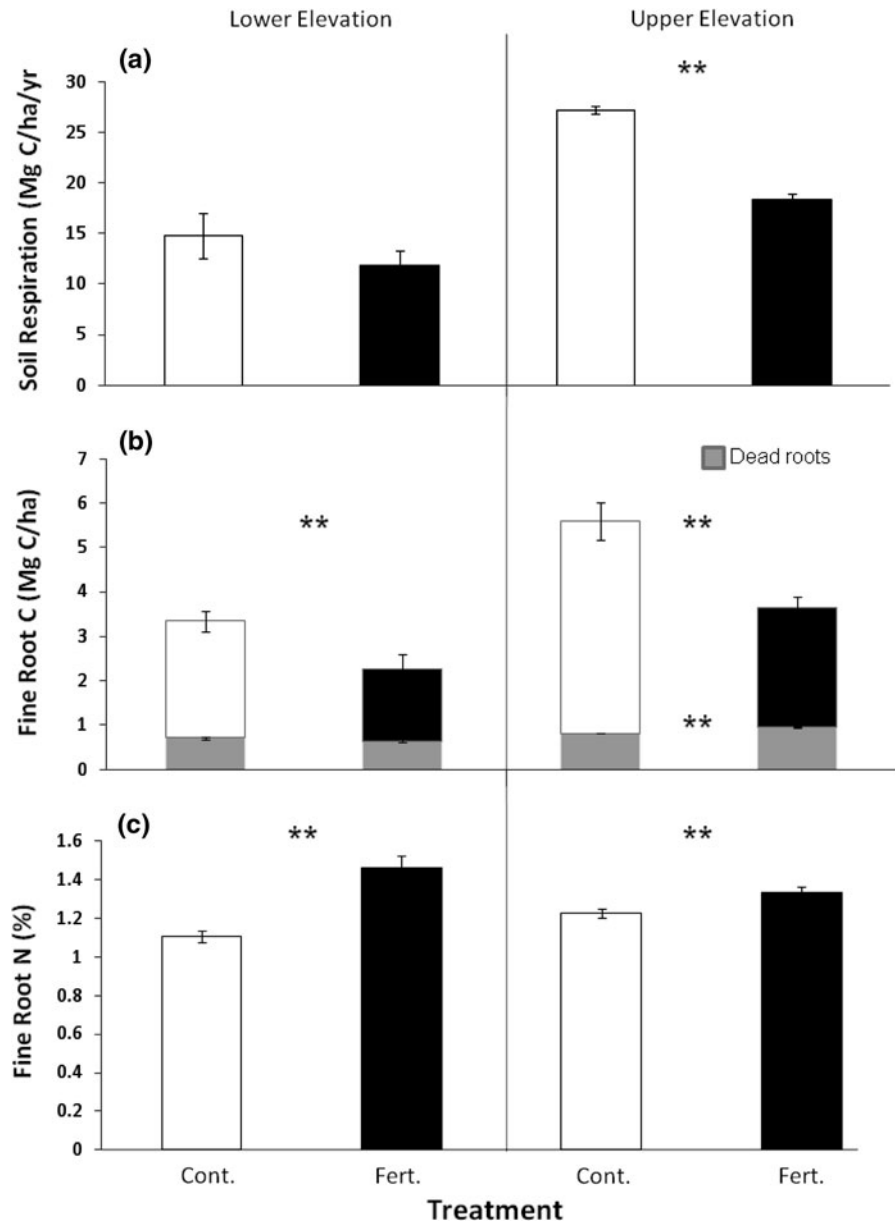 Lower Elevation
Upper Elevation
(a)
**
Soil Respiration (Mg C/ha/yr)
30
25
20
15
10
5
0
(b)
Dead roots
Fine Root C (Mg C/ha)
7
6
5
4
3
2
1
0
**
**
**
(c)
Fine Root N (%)
1.6
1.4
1.2
1
0.8
0.6
0.4
0.2
0
**
**
Cont.
Fert.
Cont.
Fert.
Treatment